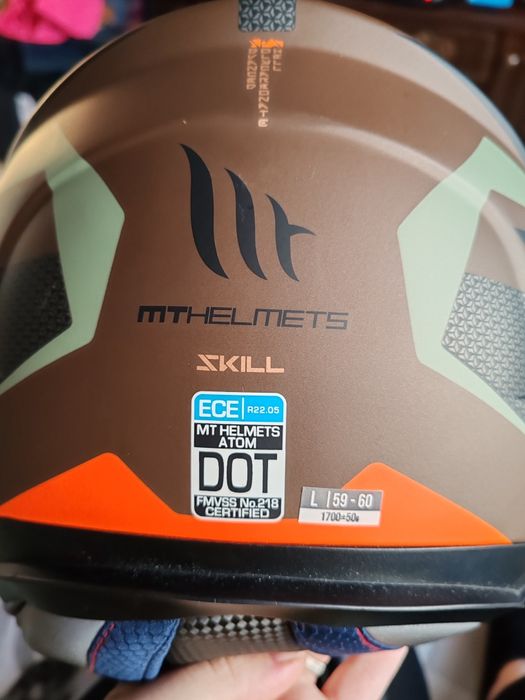 MTHELMETS
SKILL
ECE R22.05
MT HELMETS
ATOM
DOT
FMVSS No.218
CERTIFIED
L 59-60
1700±50g